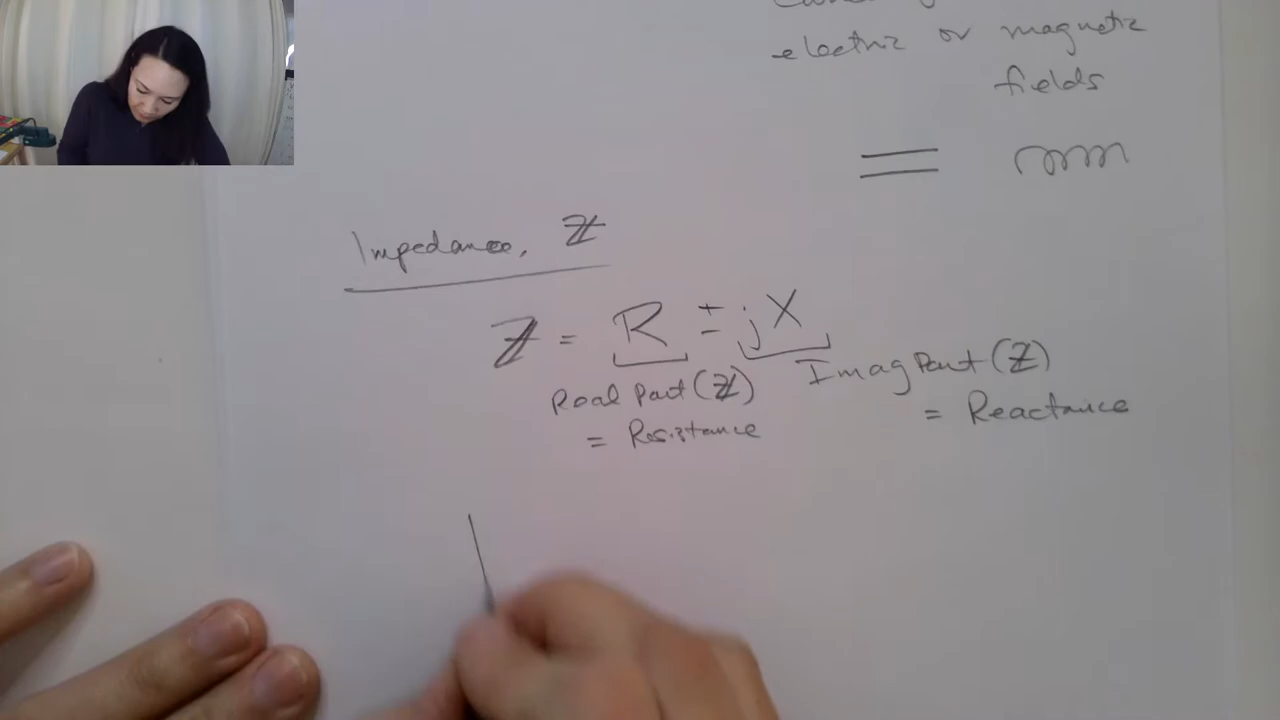 electric or magnetic
fields
Impedance, Z
Z = R ± jX
Real Part (Z)
= Resistance
Imag Part (Z)
= Reactance